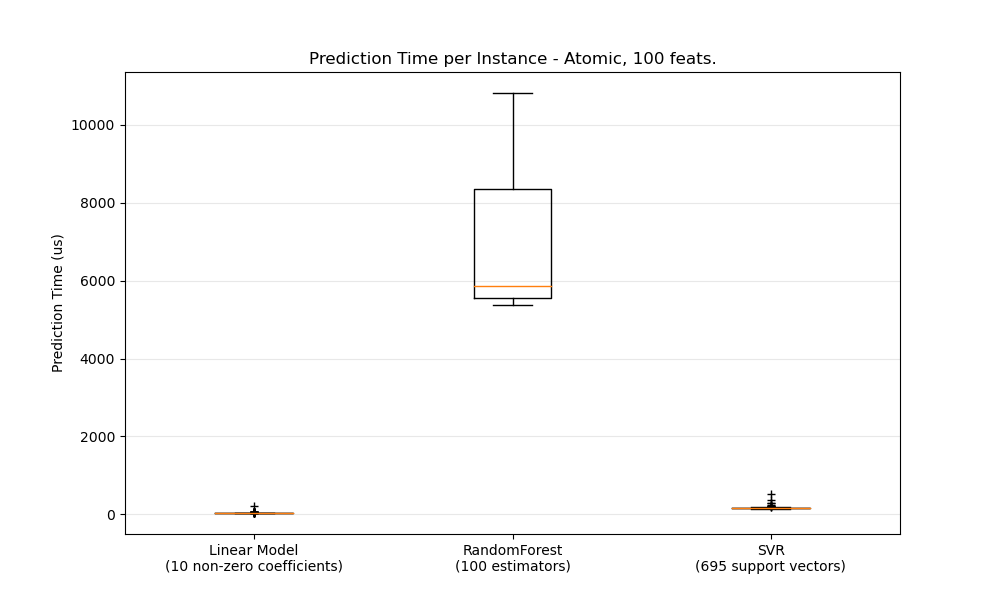 Prediction Time per Instance - Atomic, 100 feats.
Prediction Time (us)
10000
8000
6000
4000
2000
0
Linear Model
(10 non-zero coefficients)
RandomForest
(100 estimators)
SVR
(695 support vectors)